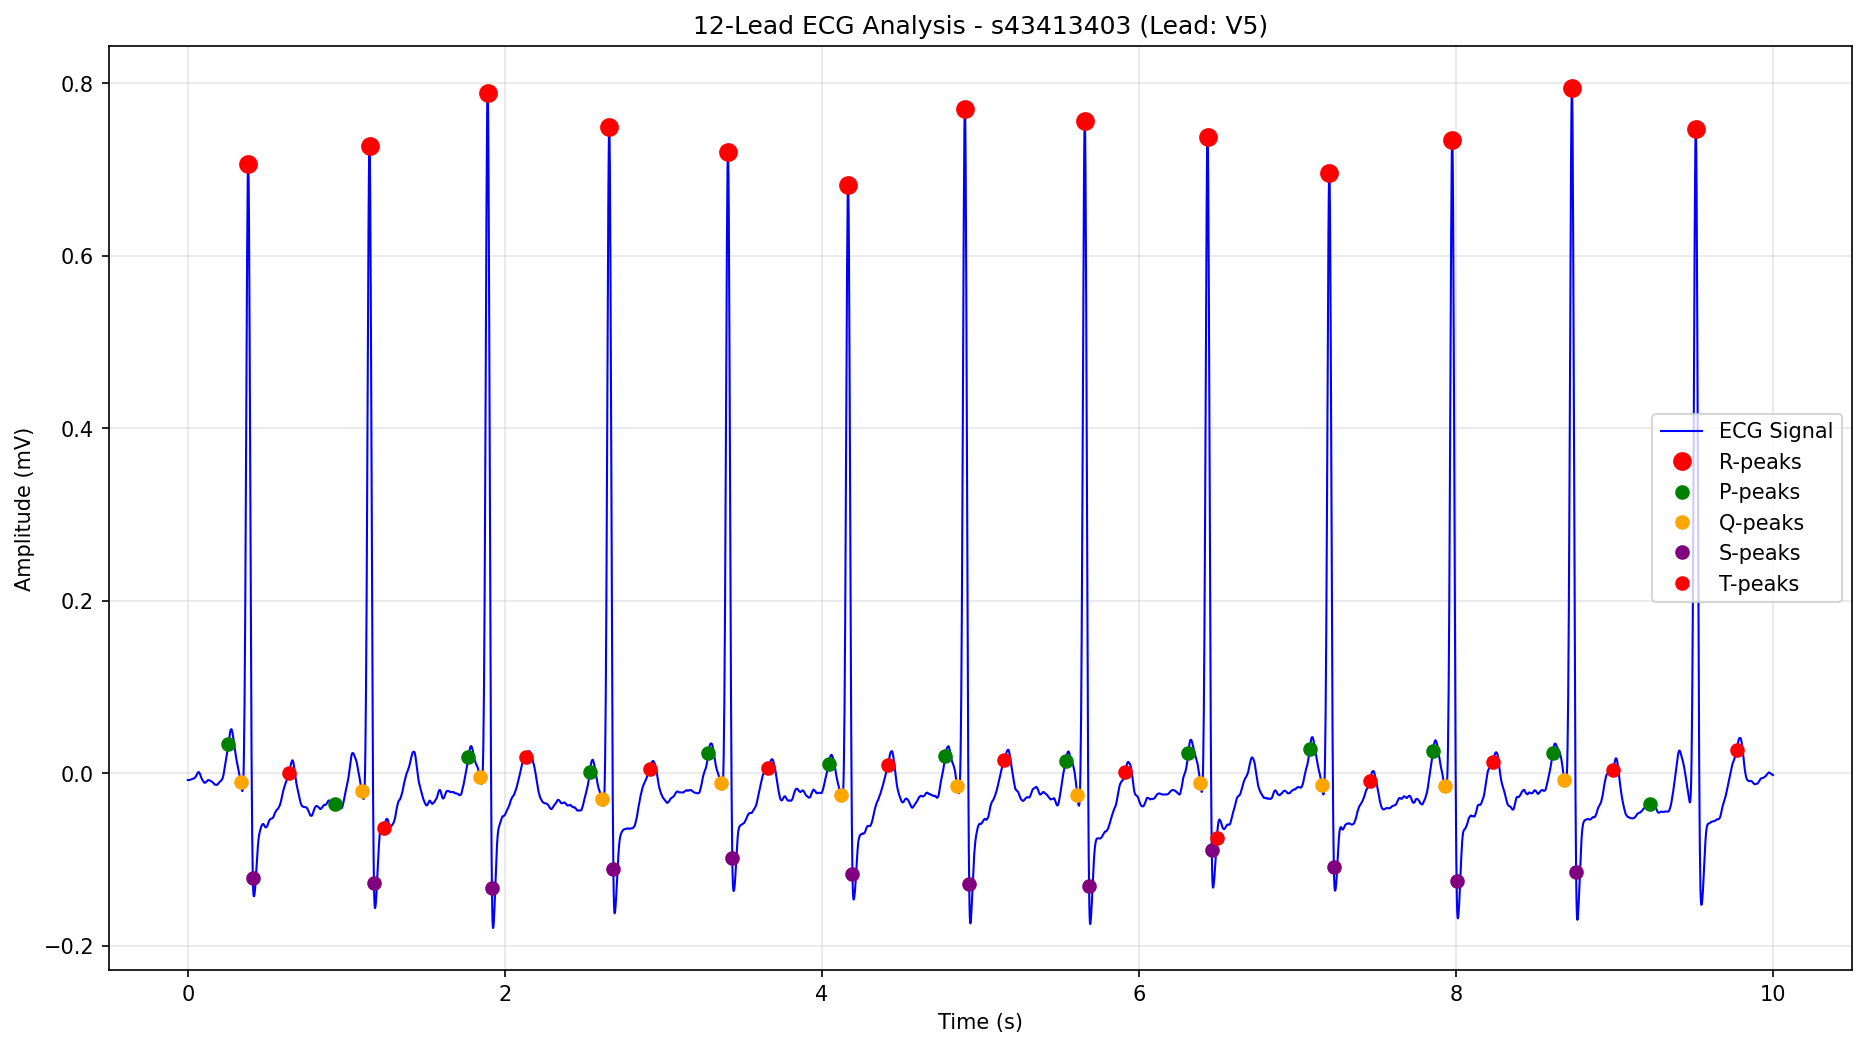 12-Lead ECG Analysis - s43413403 (Lead: V5)
0.8
0.6
0.4
0.2
0.0
−0.2
Amplitude (mV)
ECG Signal
R-peaks
P-peaks
Q-peaks
S-peaks
T-peaks
0 2 4 6 8 10
Time (s)